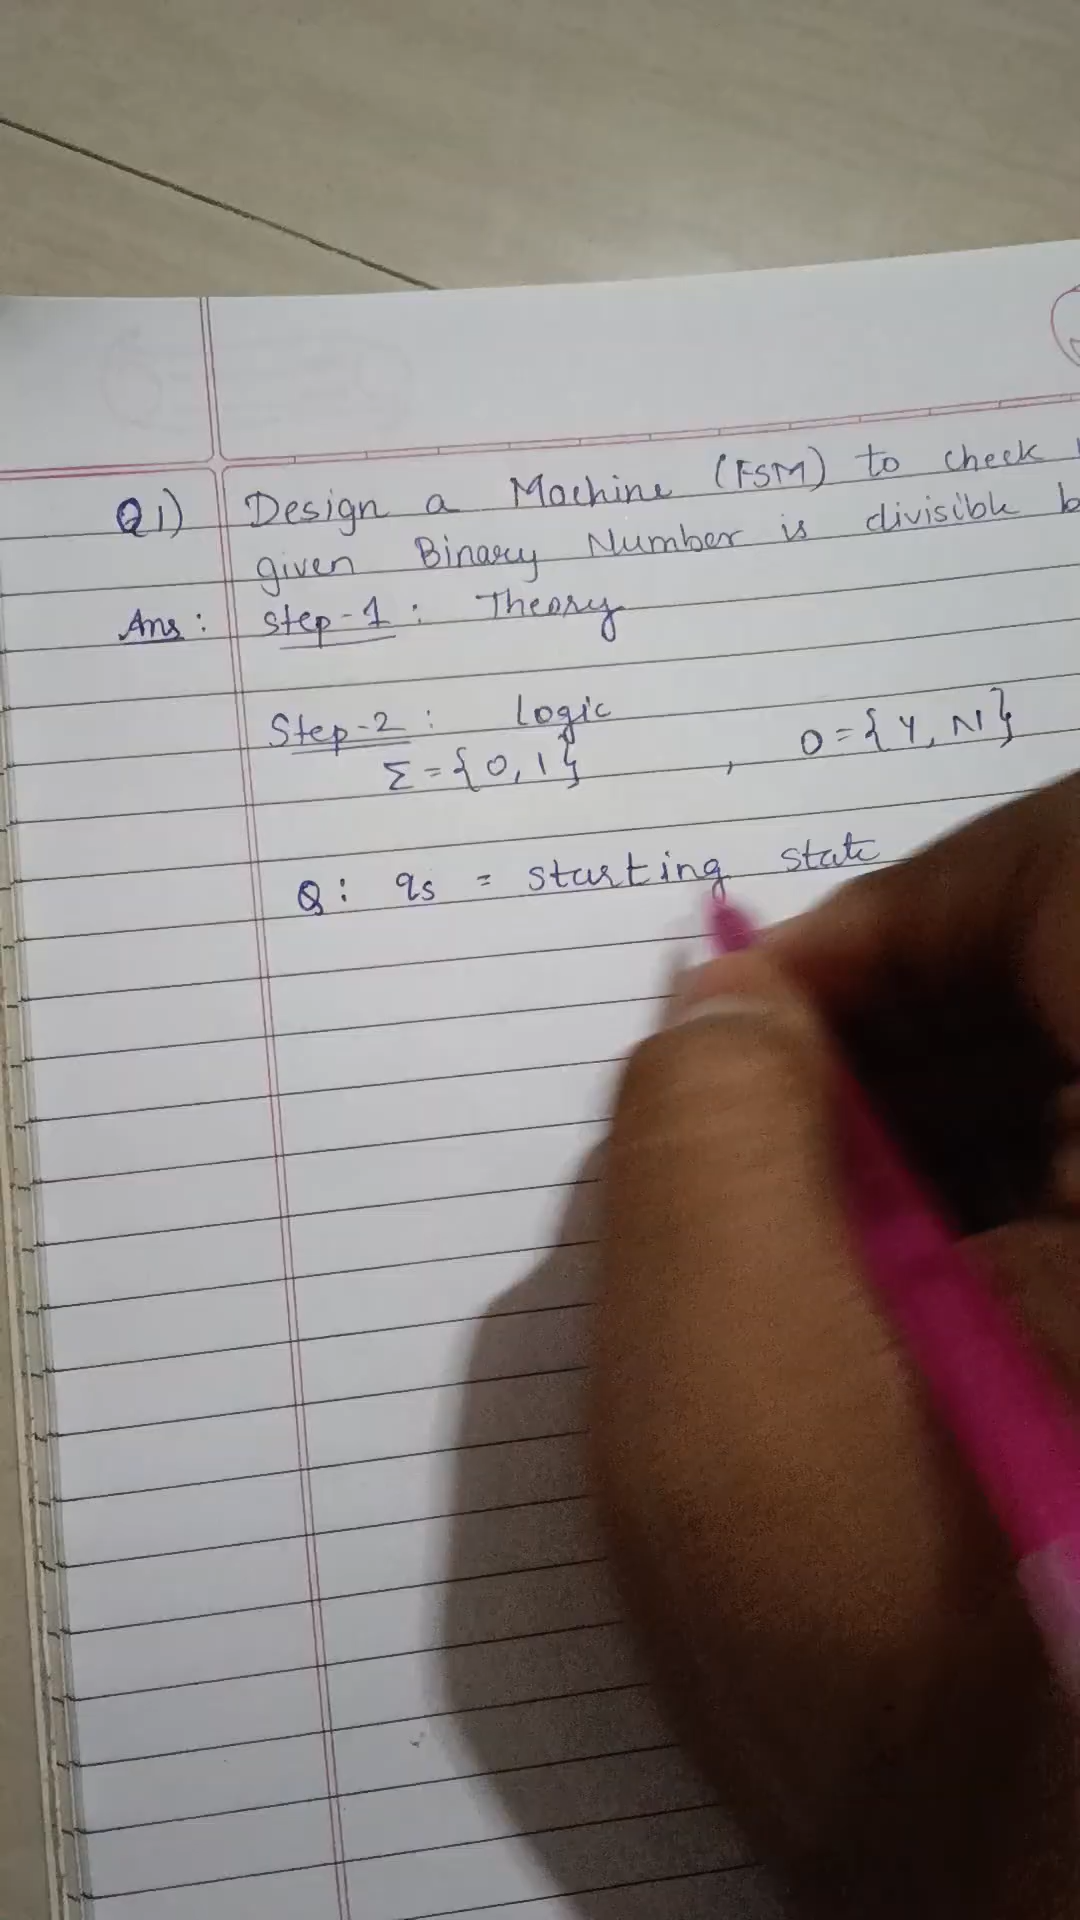 Q1) Design a Machine (FSM) to check
given Binary Number is divisible
Ans: Step-1: Theory
Step-2: Logic
Σ = {0, 1} , O = {Y, N}
Q: qs = starting state